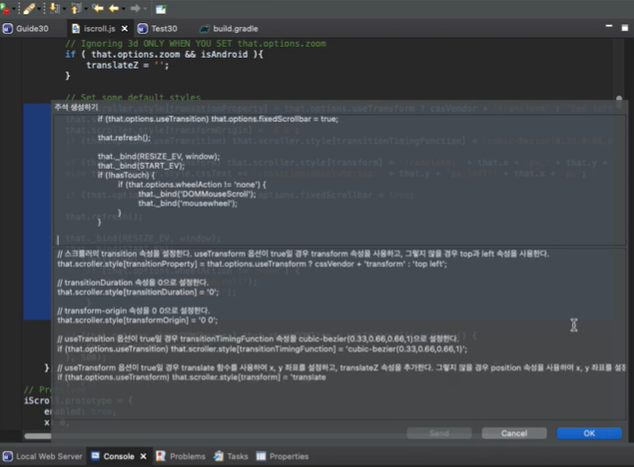 Guide30
iscroll.js
Test30
build.gradle
// Ignoring 3d ONLY WHEN YOU SET that.options.zoom
if ( that.options.zoom && isAndroid ){
translateZ = '';
}
// Set some default styles
주석 생성하기
if (that.options.useTransition) that.options.fixedScrollbar = true;
that.refresh();
that._bind(RESIZE_EV, window);
that._bind(START_EV);
if (!hasTouch) {
if (that.options.wheelAction != 'none') {
that._bind('DOMMouseScroll');
that._bind('mousewheel');
}
}
// 스크롤러의 transition 속성을 설정한다. useTransform 옵션이 true일 경우 transform 속성을 사용하고, 그렇지 않을 경우 top과 left 속성을 사용한다.
that.scroller.style[transitionProperty] = that.options.useTransform ? cssVendor + 'transform' : 'top left';
// transitionDuration 속성을 0으로 설정한다.
that.scroller.style[transitionDuration] = '0';
// transform-origin 속성을 0 0으로 설정한다.
that.scroller.style[transformOrigin] = '0 0';
// useTransition 옵션이 true일 경우 transitionTimingFunction 속성을 cubic-bezier(0.33,0.66,0.66,1)으로 설정한다.
if (that.options.useTransition) that.scroller.style[transitionTimingFunction] = 'cubic-bezier(0.33,0.66,0.66,1)';
// useTransform 옵션이 true일 경우 translate 함수를 사용하여 x, y 좌표를 설정하고, translateZ 속성을 추가한다. 그렇지 않을 경우 position 속성을 사용하여 x, y 좌표를 설정
if (that.options.useTransform) that.scroller.style[transform] = 'translate
}
iScroll.prototype = {
enabled: true,
x
Send
Cancel
OK
Local Web Server
Console
Problems
Tasks
Properties